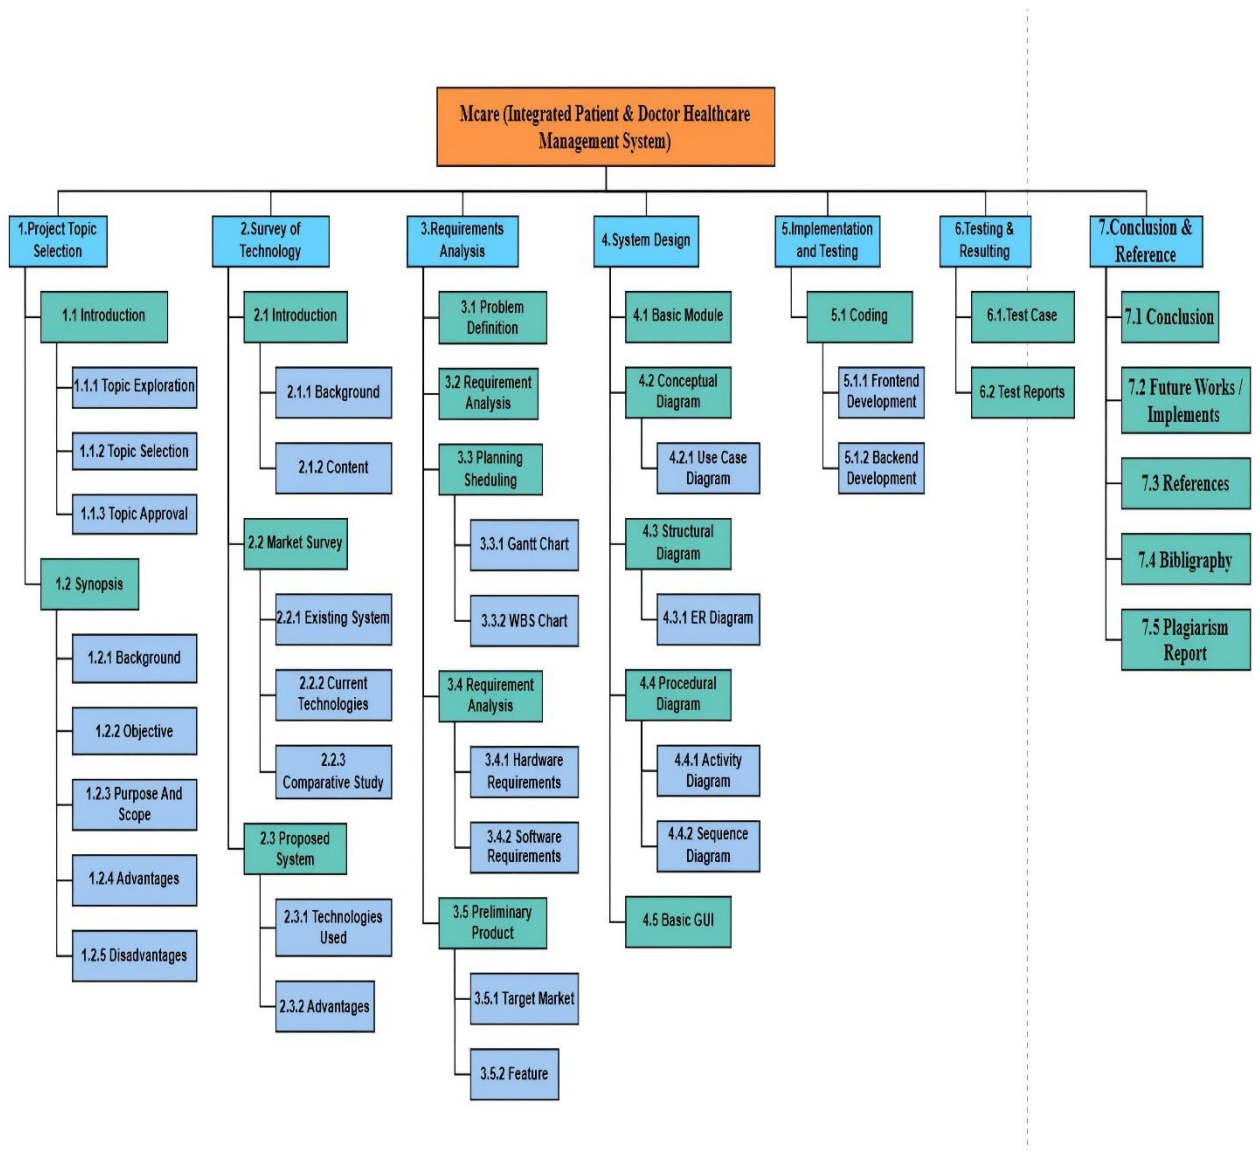 Mcare (Integrated Patient & Doctor Healthcare
Management System)
1.Project Topic
Selection
1.1 Introduction
1.1.1 Topic Exploration
1.1.2 Topic Selection
1.1.3 Topic Approval
1.2 Synopsis
1.2.1 Background
1.2.2 Objective
1.2.3 Purpose And
Scope
1.2.4 Advantages
1.2.5 Disadvantages
2.Survey of
Technology
2.1 Introduction
2.1.1 Background
2.1.2 Content
2.2 Market Survey
2.2.1 Existing System
2.2.2 Current
Technologies
2.2.3
Comparative Study
2.3 Proposed
System
2.3.1 Technologies
Used
2.3.2 Advantages
3.Requirements
Analysis
3.1 Problem
Definition
3.2 Requirement
Analysis
3.3 Planning
Sheduling
3.3.1 Gantt Chart
3.3.2 WBS Chart
3.4 Requirement
Analysis
3.4.1 Hardware
Requirements
3.4.2 Software
Requirements
3.5 Preliminary
Product
3.5.1 Target Market
3.5.2 Feature
4.System Design
4.1 Basic Module
4.2 Conceptual
Diagram
4.2.1 Use Case
Diagram
4.3 Structural
Diagram
4.3.1 ER Diagram
4.4 Procedural
Diagram
4.4.1 Activity
Diagram
4.4.2 Sequence
Diagram
4.5 Basic GUI
5.Implementation
and Testing
5.1 Coding
5.1.1 Frontend
Development
5.1.2 Backend
Development
6.Testing &
Resulting
6.1.Test Case
6.2 Test Reports
7.Conclusion &
Reference
7.1 Conclusion
7.2 Future Works /
Implements
7.3 References
7.4 Bibligraphy
7.5 Plagiarism
Report